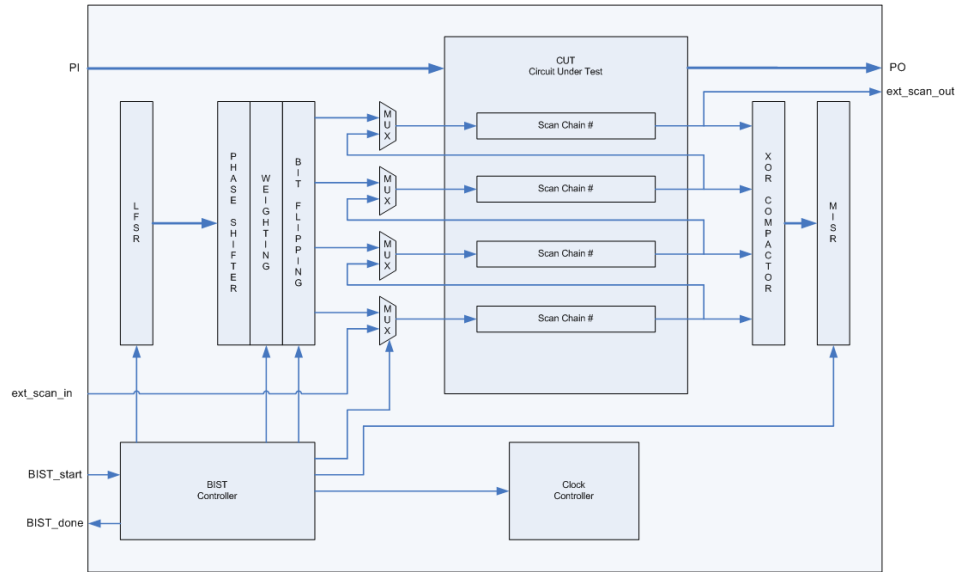 CUT
Circuit Under Test
PI
PO
ext_scan_out
LFSR
PHASE SHIFTER
WEIGHTING
BIT FLIPPING
MUX
Scan Chain #
MUX
Scan Chain #
MUX
Scan Chain #
MUX
Scan Chain #
XOR COMPACTOR
MISR
ext_scan_in
BIST_start
BIST_done
BIST
Controller
Clock
Controller